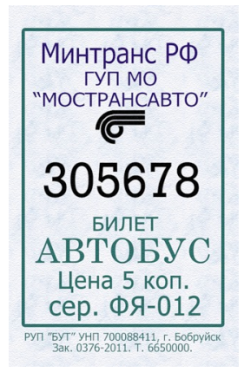 Минтранс РФ
ГУП МО
"МОСТРАНСАВТО"
305678
БИЛЕТ
АВТОБУС
Цена 5 коп.
сер. ФЯ-012
РУП "БУТ" УНП 700088411, г. Бобруйск
Зак. 0376-2011. Т. 6650000.